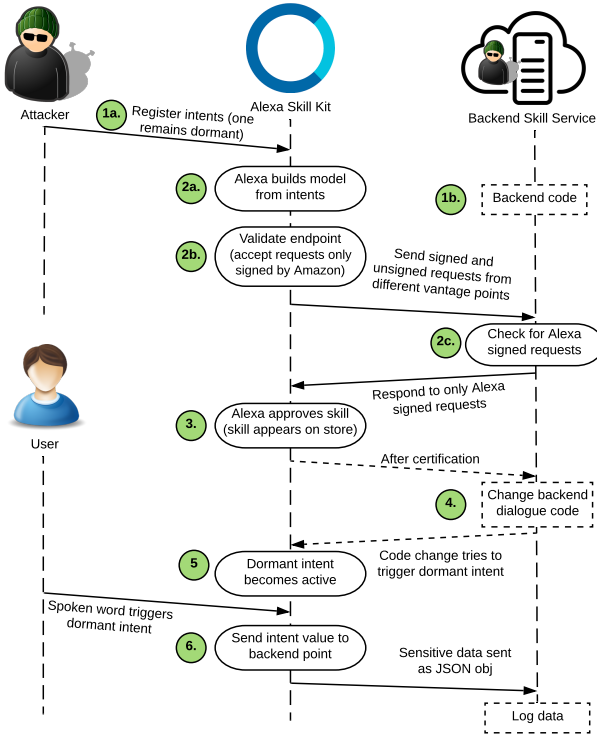 Attacker
Alexa Skill Kit
Backend Skill Service
1a.
Register intents (one
remains dormant)
2a.
Alexa builds model
from intents
1b.
Backend code
2b.
Validate endpoint
(accept requests only
signed by Amazon)
Send signed and
unsigned requests from
different vantage points
2c.
Check for Alexa
signed requests
Respond to only Alexa
signed requests
3.
Alexa approves skill
(skill appears on store)
User
After certification
4.
Change backend
dialogue code
5
Dormant intent
becomes active
Code change tries to
trigger dormant intent
Spoken word triggers
dormant intent
6.
Send intent value to
backend point
Sensitive data sent
as JSON obj
Log data